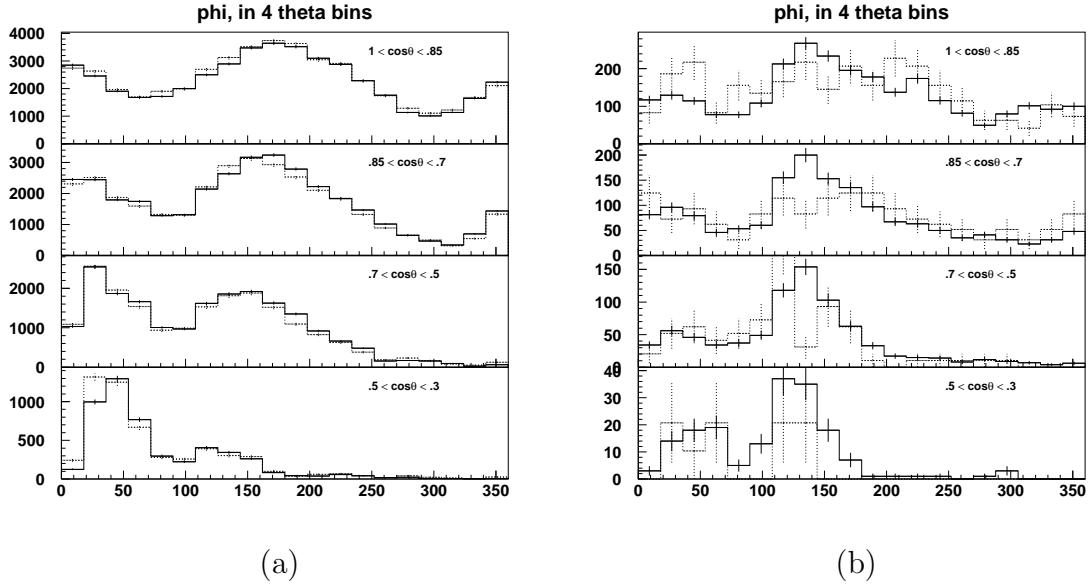 phi, in 4 theta bins
4000
3000
2000
1000
0
1 < cosθ < .85
3000
2000
1000
0
.85 < cosθ < .7
2000
1000
0
.7 < cosθ < .5
1000
500
0
.5 < cosθ < .3
0 50 100 150 200 250 300 350
(a)
phi, in 4 theta bins
200
100
0
1 < cosθ < .85
200
150
100
50
0
.85 < cosθ < .7
150
100
50
0
.7 < cosθ < .5
40
30
20
10
0
.5 < cosθ < .3
0 50 100 150 200 250 300 350
(b)